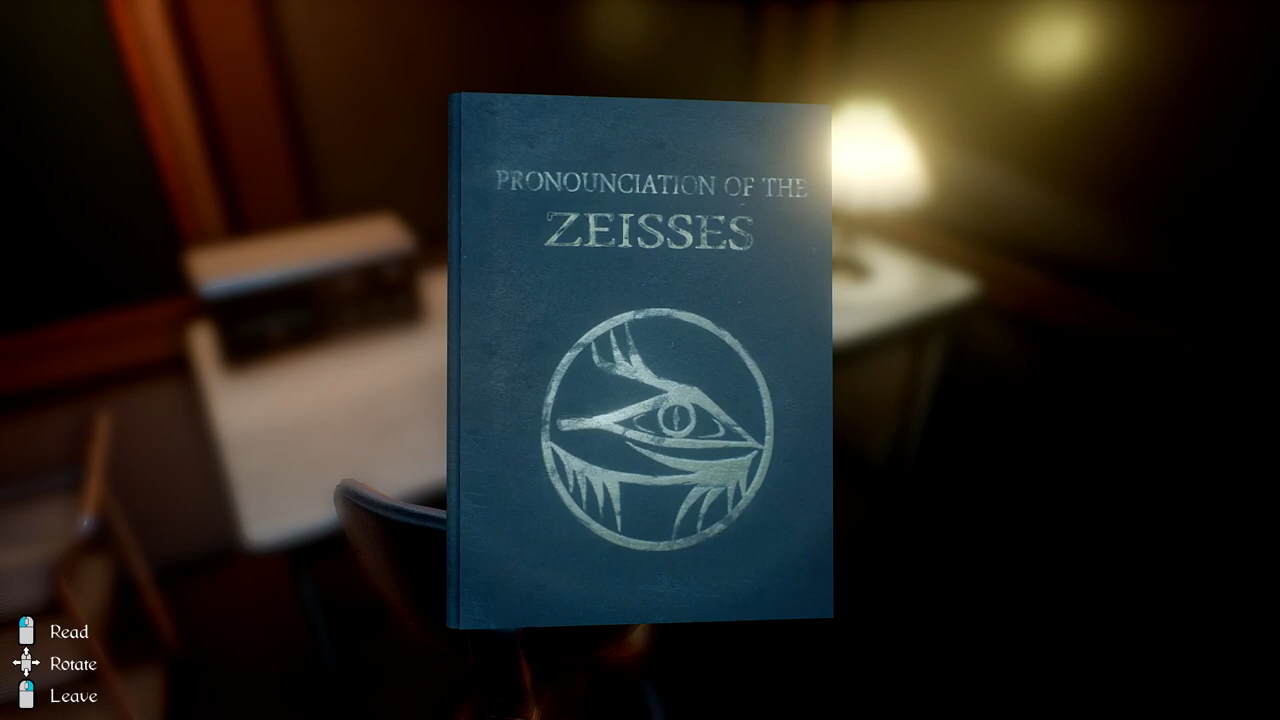 PRONOUNCIATION OF THE
ZEISSES
Read
Rotate
Leave